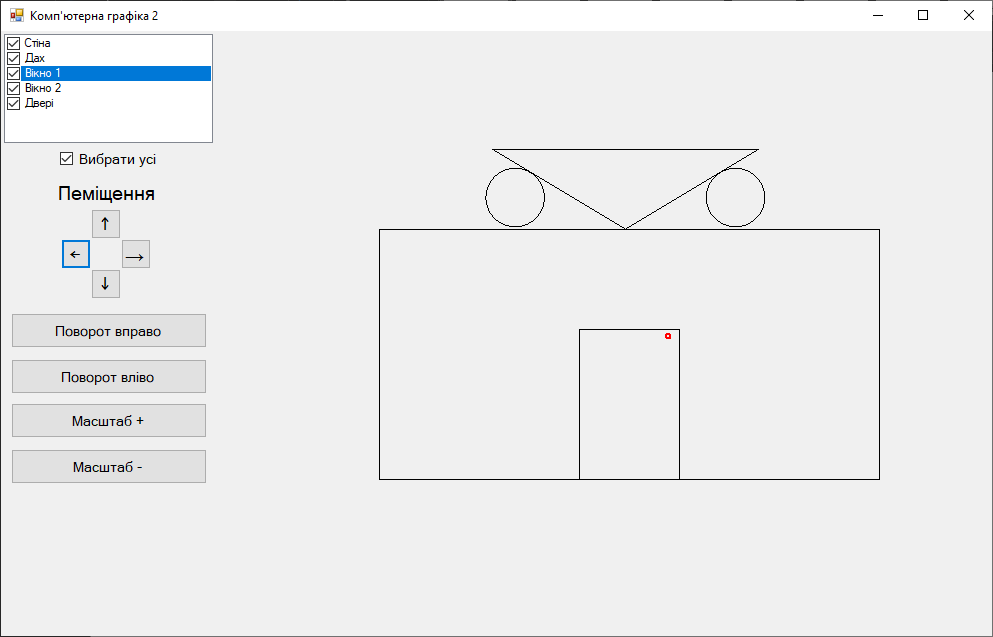 Комп'ютерна графіка 2
Стіна
Дах
Вікно 1
Вікно 2
Двері
Вибрати усі
Пеміщення
↑
← →
↓
Поворот вправо
Поворот вліво
Масштаб +
Масштаб -